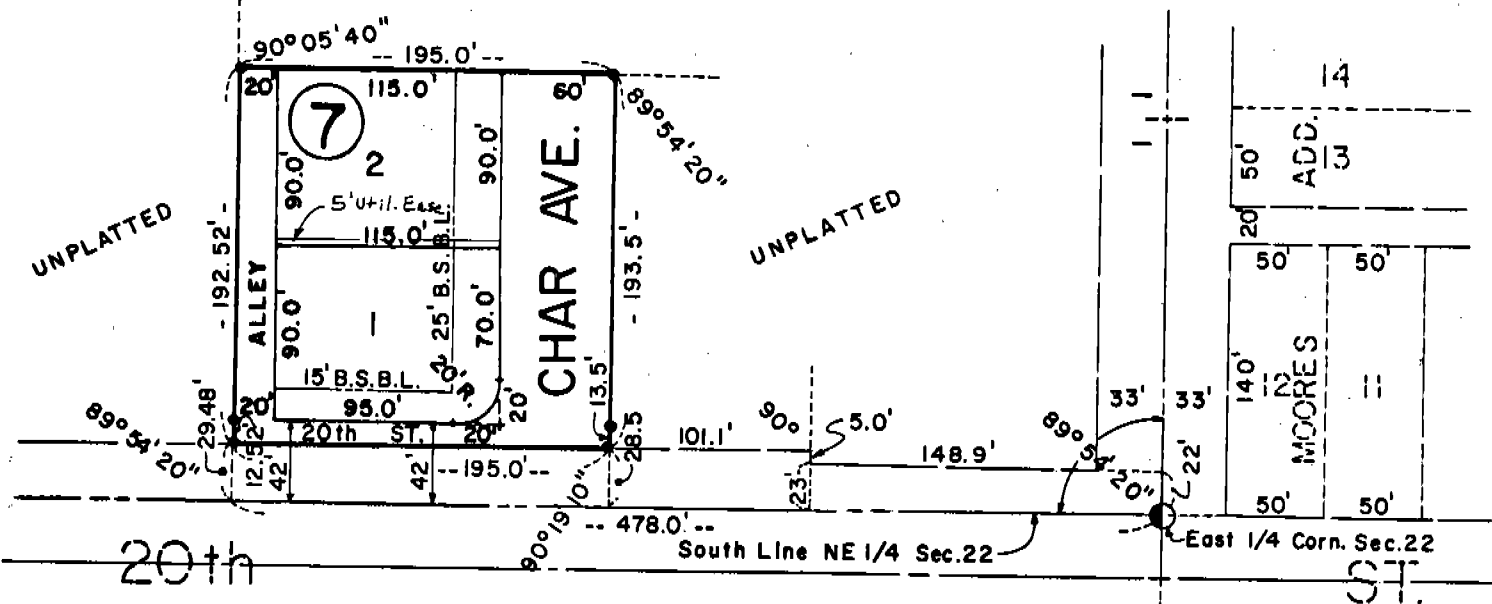 90° 05' 40"
-- 195.0' --
20'
115.0'
60'
89° 54' 20"
7
2
90.0'
90.0'
5' Util. Ease.
115.0'
25' B.S.B.L.
CHAR AVE.
UNPLATTED
- 192.52' -
- 193.5' -
UNPLATTED
ALLEY
90.0'
1
70.0'
15' B.S.B.L.
20' R.
20'
95.0'
20'
13.5'
20th ST.
20'
29.48'
12.52'
89° 54' 20"
42'
42'
-- 195.0' --
28.5
90° 19' 10"
101.1'
90°
5.0'
23'
148.9'
-- 478.0' --
South Line NE 1/4 Sec. 22
33'
33'
89° 54' 20"
22'
East 1/4 Corn. Sec. 22
14
13
ADD.
50'
20'
50'
50'
140'
12
MOORES
11
50'
50'
20th
ST.